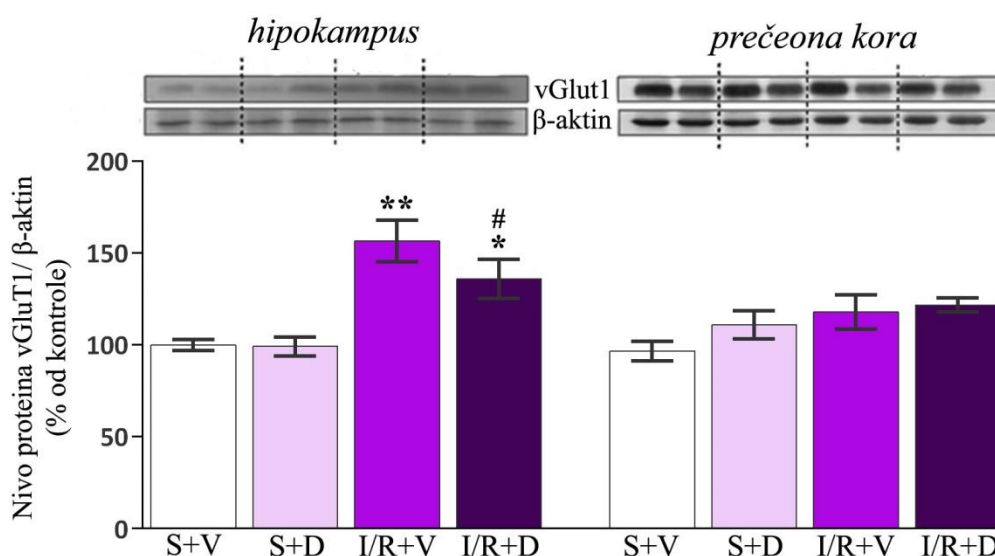 hipokampus
prečeona kora
vGlut1
β-aktin
Nivo proteina vGluT1/ β-aktin
(% od kontrole)
200
150
100
50
0
**
#
*
S+V S+D I/R+V I/R+D S+V S+D I/R+V I/R+D